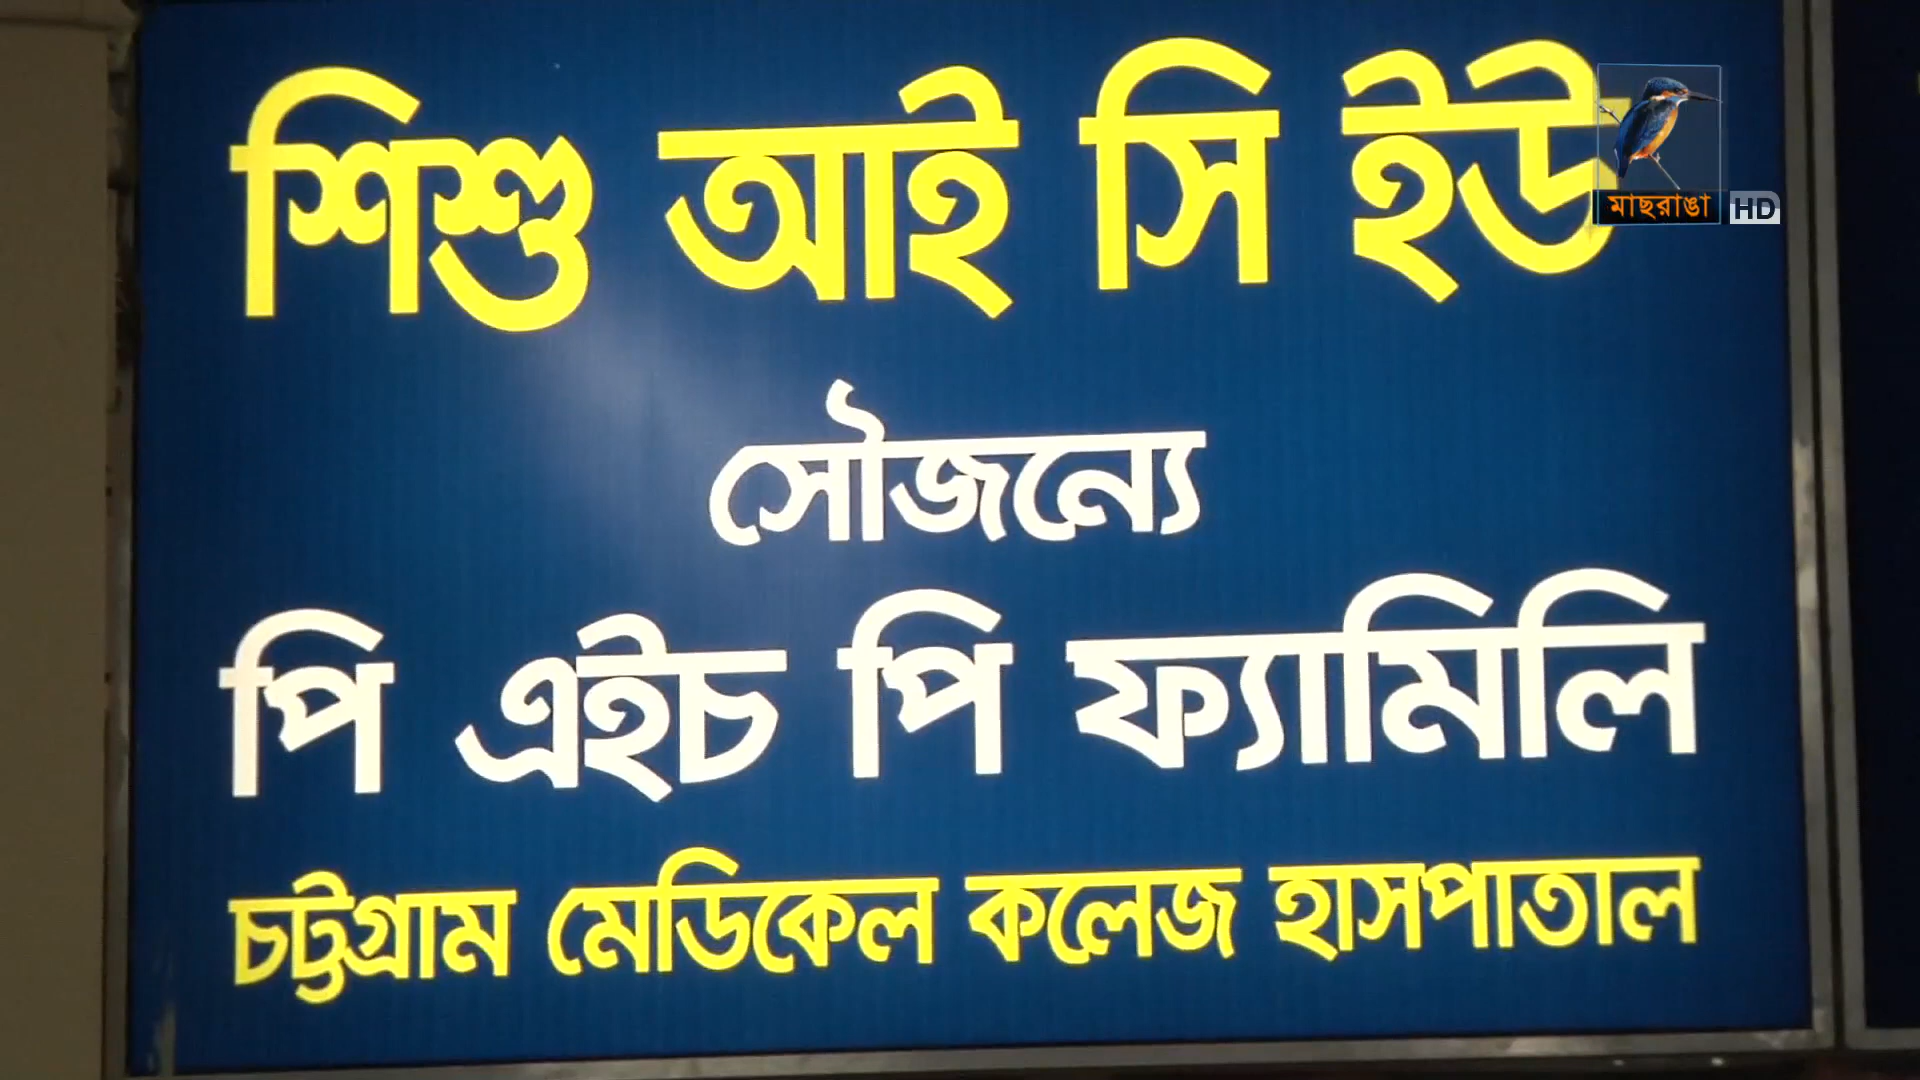 শিশু আই সি ইউ
মাছরাঙা HD
সৌজন্যে
পি এইচ পি ফ্যামিলি
চট্টগ্রাম মেডিকেল কলেজ হাসপাতাল